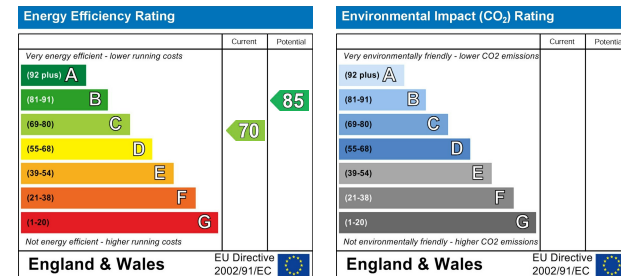 Energy Efficiency Rating
Current Potential
Very energy efficient - lower running costs
(92 plus) A
(81-91) B
85
(69-80) C
70
(55-68) D
(39-54) E
(21-38) F
(1-20) G
Not energy efficient - higher running costs
England & Wales
EU Directive
2002/91/EC
Environmental Impact (CO₂) Rating
Current Potentia
Very environmentally friendly - lower CO2 emissions
(92 plus) A
(81-91) B
(69-80) C
(55-68) D
(39-54) E
(21-38) F
(1-20) G
Not environmentally friendly - higher CO2 emissions
England & Wales
EU Directive
2002/91/EC